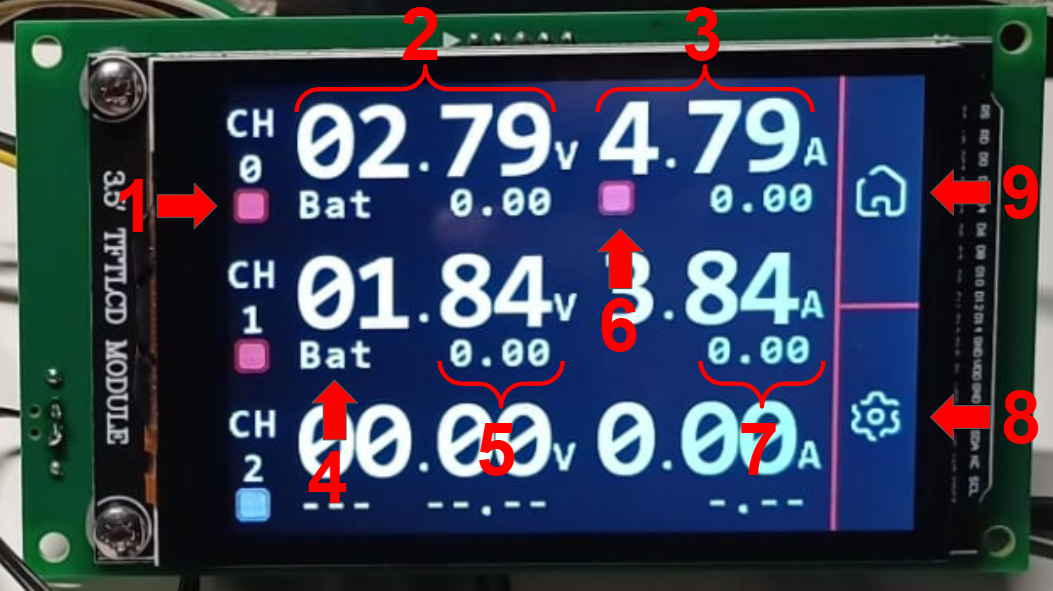 2
3
CH
0
02.79V
4.79A
1
Bat
0.00
0.00
9
6
CH
1
01.84V
3.84A
Bat
0.00
0.00
8
CH
2
00.00V
0.00A
4
5
7
---
--.--
-.--
3.5' TFTLCD MODULE